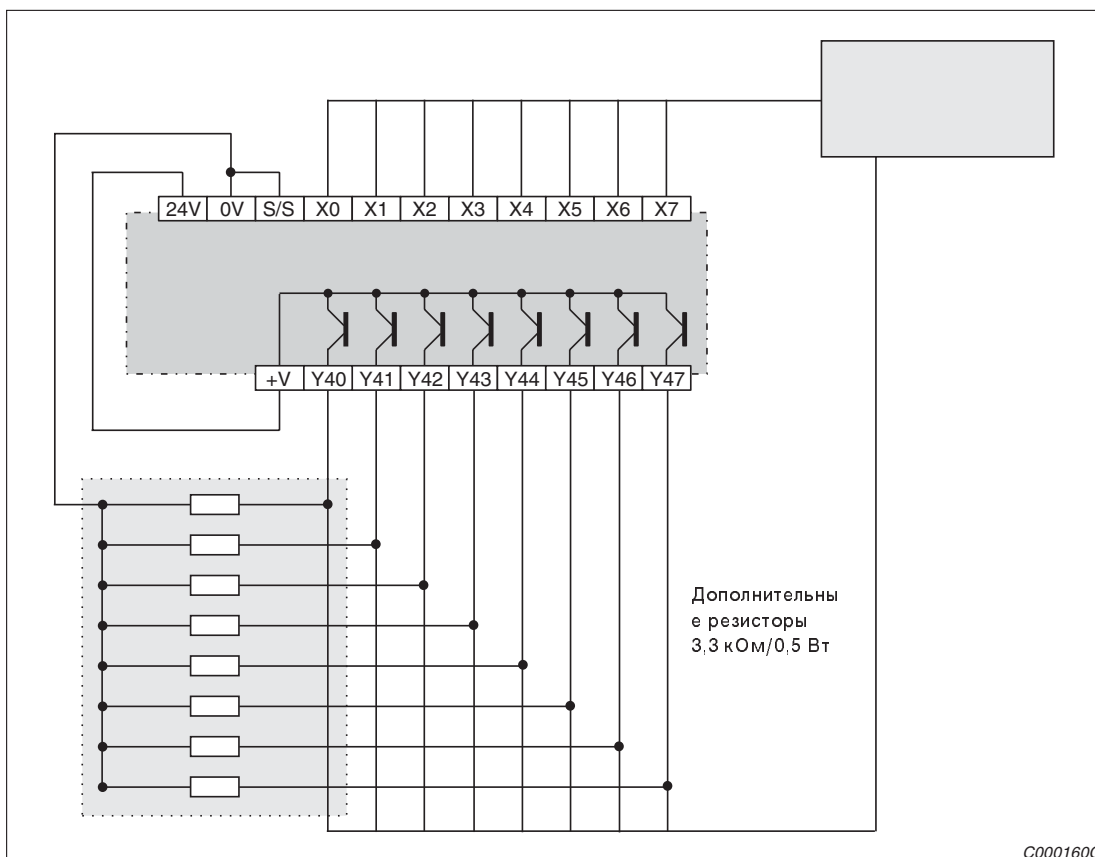 24V 0V S/S X0 X1 X2 X3 X4 X5 X6 X7
+V Y40 Y41 Y42 Y43 Y44 Y45 Y46 Y47
Дополнительны
е резисторы
3,3 кОм/0,5 Вт
C000160C